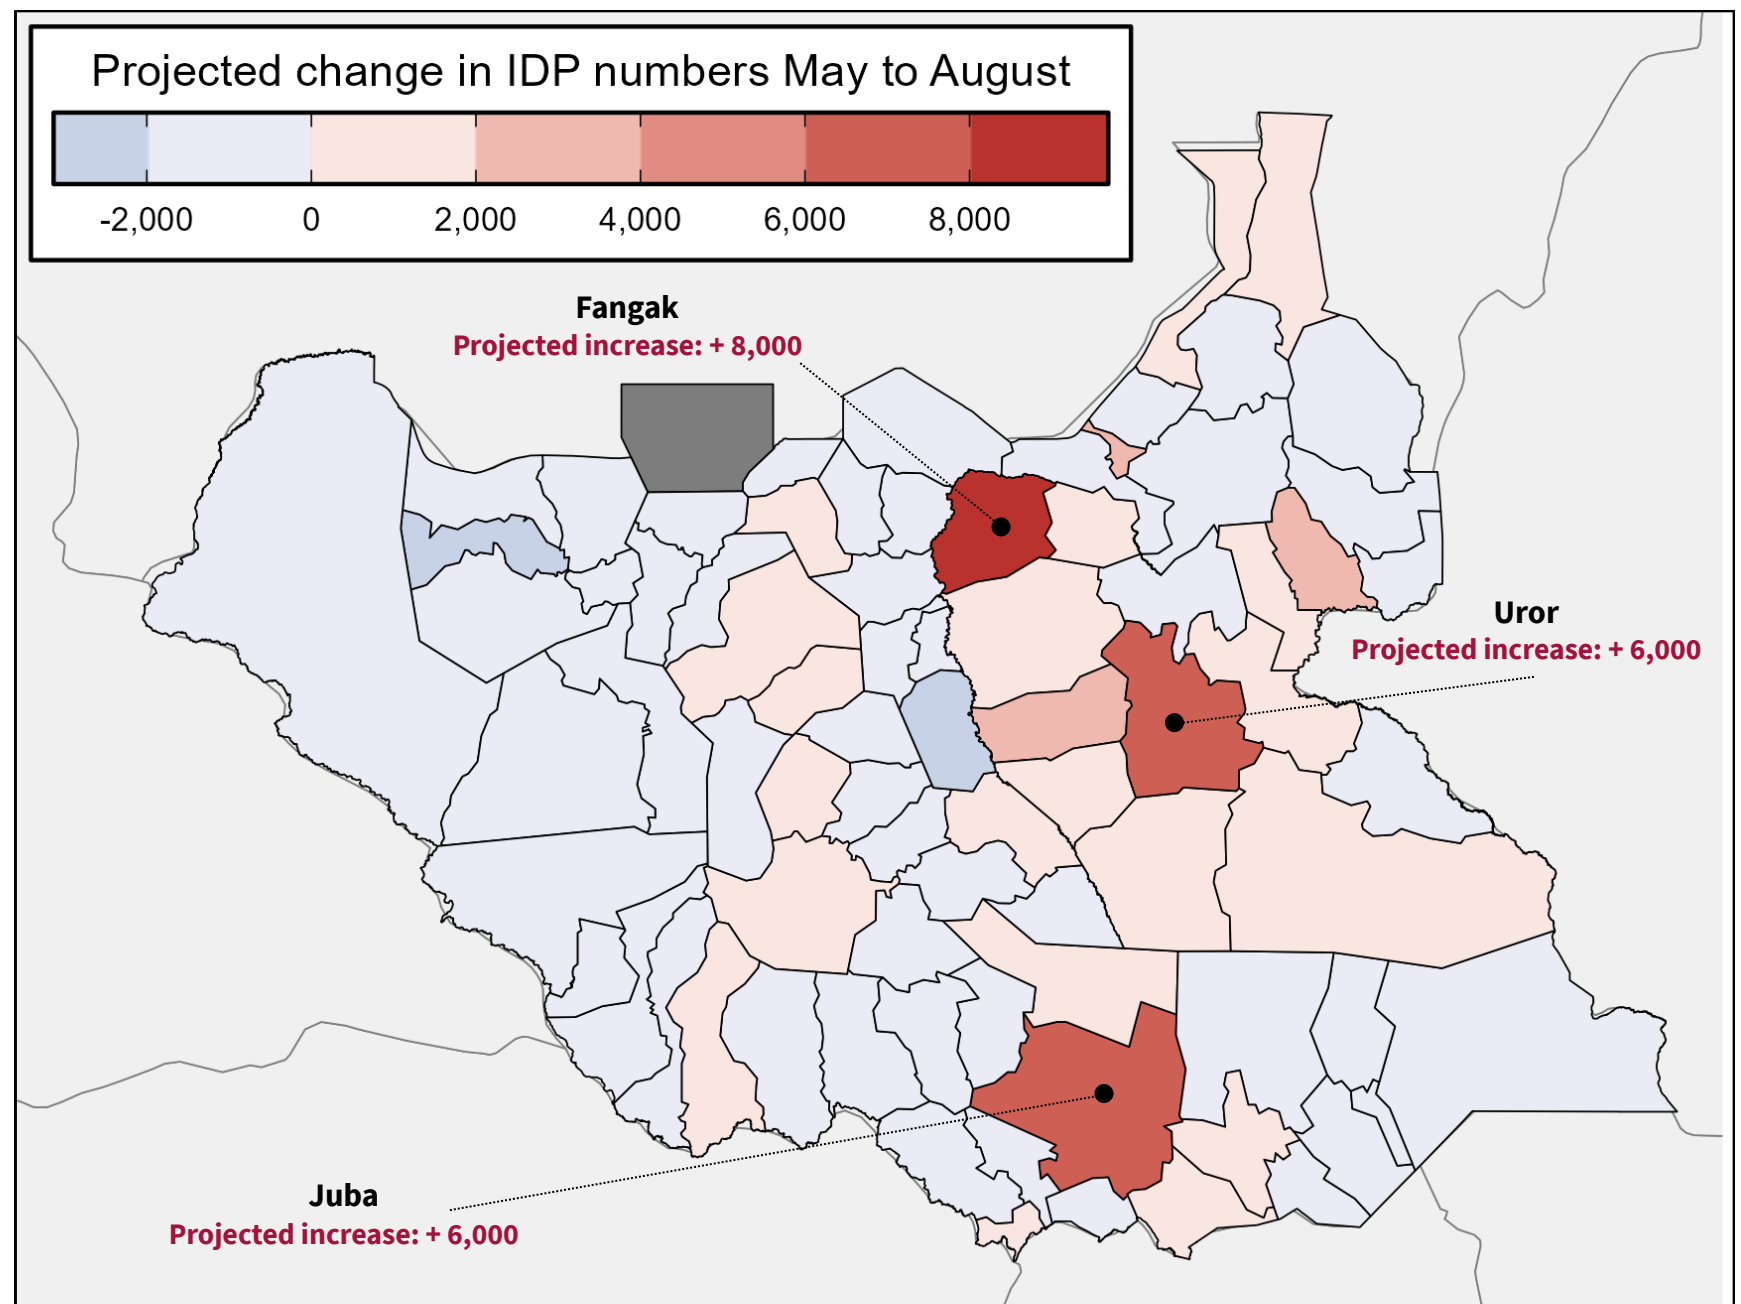 Projected change in IDP numbers May to August
-2,000 0 2,000 4,000 6,000 8,000
Fangak
Projected increase: + 8,000
Uror
Projected increase: + 6,000
Juba
Projected increase: + 6,000